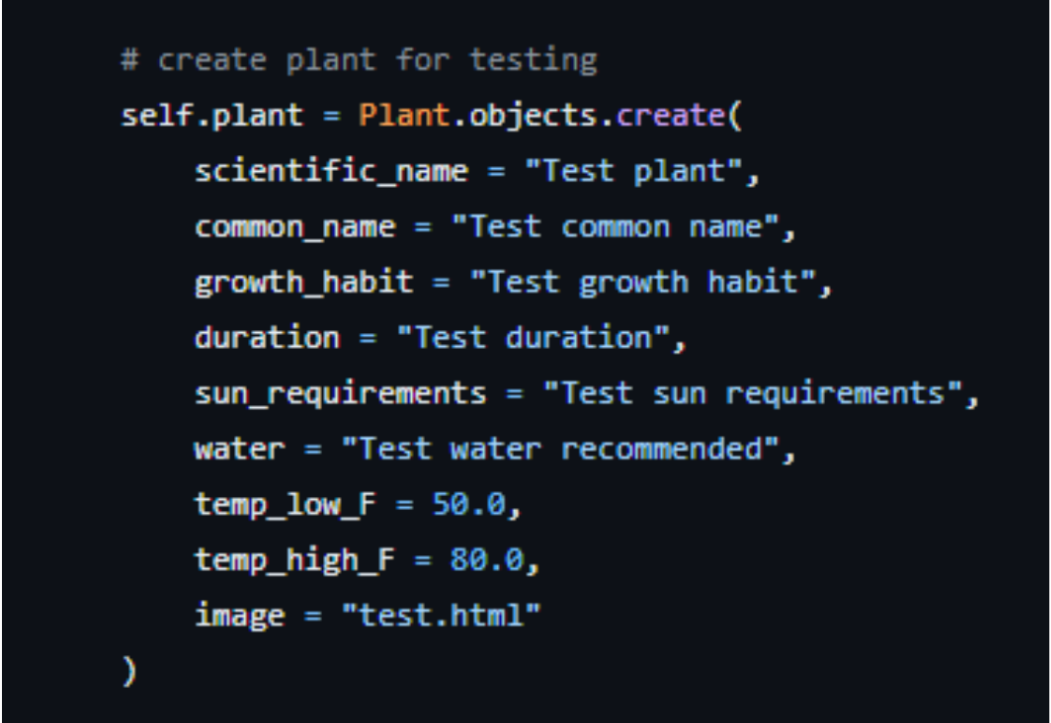 # create plant for testing
self.plant = Plant.objects.create(
scientific_name = "Test plant",
common_name = "Test common name",
growth_habit = "Test growth habit",
duration = "Test duration",
sun_requirements = "Test sun requirements",
water = "Test water recommended",
temp_low_F = 50.0,
temp_high_F = 80.0,
image = "test.html"
)